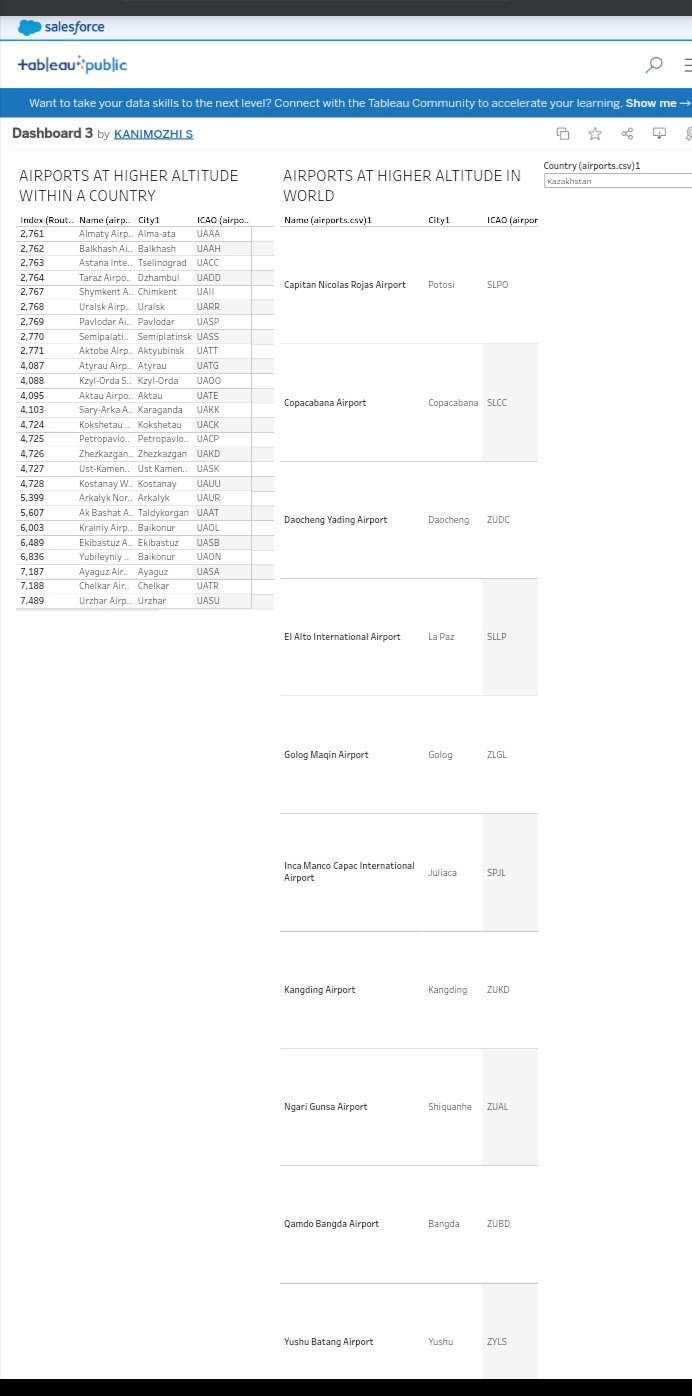 salesforce
tableau public
Want to take your data skills to the next level? Connect with the Tableau Community to accelerate your learning. Show me →
Dashboard 3 by KANIMOZHI S
AIRPORTS AT HIGHER ALTITUDE
WITHIN A COUNTRY
Index (Rout.. Name (airp.. City1 ICAO (airpo..
2,761 Almaty Airp.. Alma-ata UAAA
2,762 Balkhash Ai.. Balkhash UAAH
2,763 Astana Inte.. Tselinograd UACC
2,764 Taraz Airpo.. Dzhambul UADD
2,767 Shymkent A.. Chimkent UAII
2,768 Uralsk Airp.. Uralsk UARR
2,769 Pavlodar Ai.. Pavlodar UASP
2,770 Semipalati.. Semiplatinsk UASS
2,771 Aktobe Airp.. Aktyubinsk UATT
4,087 Atyrau Airp.. Atyrau UATG
4,088 Kzyl-Orda S.. Kzyl-Orda UAOO
4,095 Aktau Airpo.. Aktau UATE
4,103 Sary-Arka A.. Karaganda UAKK
4,724 Kokshetau .. Kokshetau UACK
4,725 Petropavlo.. Petropavlo.. UACP
4,726 Zhezkazgan.. Zhezkazgan UAKD
4,727 Ust-Kamen.. Ust Kamen.. UASK
4,728 Kostanay W.. Kostanay UAUU
5,399 Arkalyk Nor.. Arkalyk UAUR
5,607 Ak Bashat A.. Taldykorgan UAAT
6,003 Krainiy Airp.. Baikonur UAOL
6,489 Ekibastuz A.. Ekibastuz UASB
6,836 Yubileyniy .. Baikonur UAON
7,187 Ayaguz Air.. Ayaguz UASA
7,188 Chelkar Air.. Chelkar UATR
7,489 Urzhar Airp.. Urzhar UASU
AIRPORTS AT HIGHER ALTITUDE IN
WORLD
Name (airports.csv)1 City1 ICAO (airpor
Capitan Nicolas Rojas Airport Potosi SLPO
Copacabana Airport Copacabana SLCC
Daocheng Yading Airport Daocheng ZUDC
El Alto International Airport La Paz SLLP
Golog Maqin Airport Golog ZLGL
Inca Manco Capac International
Airport Juliaca SPJL
Kangding Airport Kangding ZUKD
Ngari Gunsa Airport Shiquanhe ZUAL
Qamdo Bangda Airport Bangda ZUBD
Yushu Batang Airport Yushu ZYLS
Country (airports.csv)1
Kazakhstan